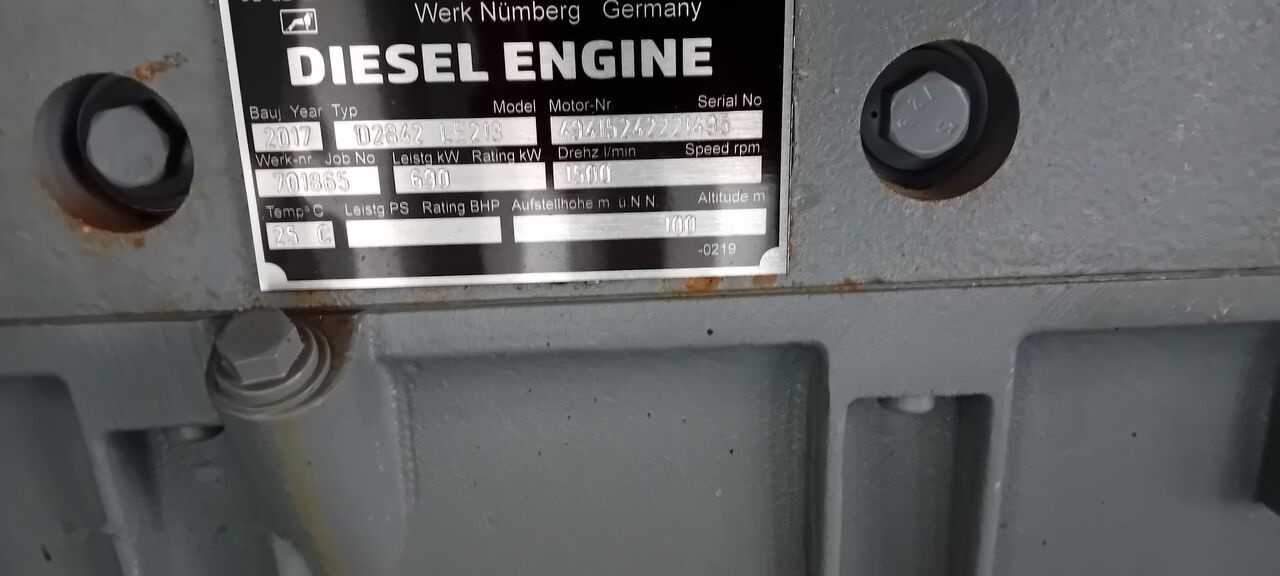 Werk Nürnberg Germany
DIESEL ENGINE
Bauj. Year Typ Model Motor-Nr Serial No
2017 D2842 LE213 49415242221495
Werk-nr Job No Leistg kW Rating kW Drehz l/min Speed rpm
701865 690 1500
Temp° C Leistg PS Rating BHP Aufstellhöhe m ü.N.N. Altitude m
25 C 100
-0219